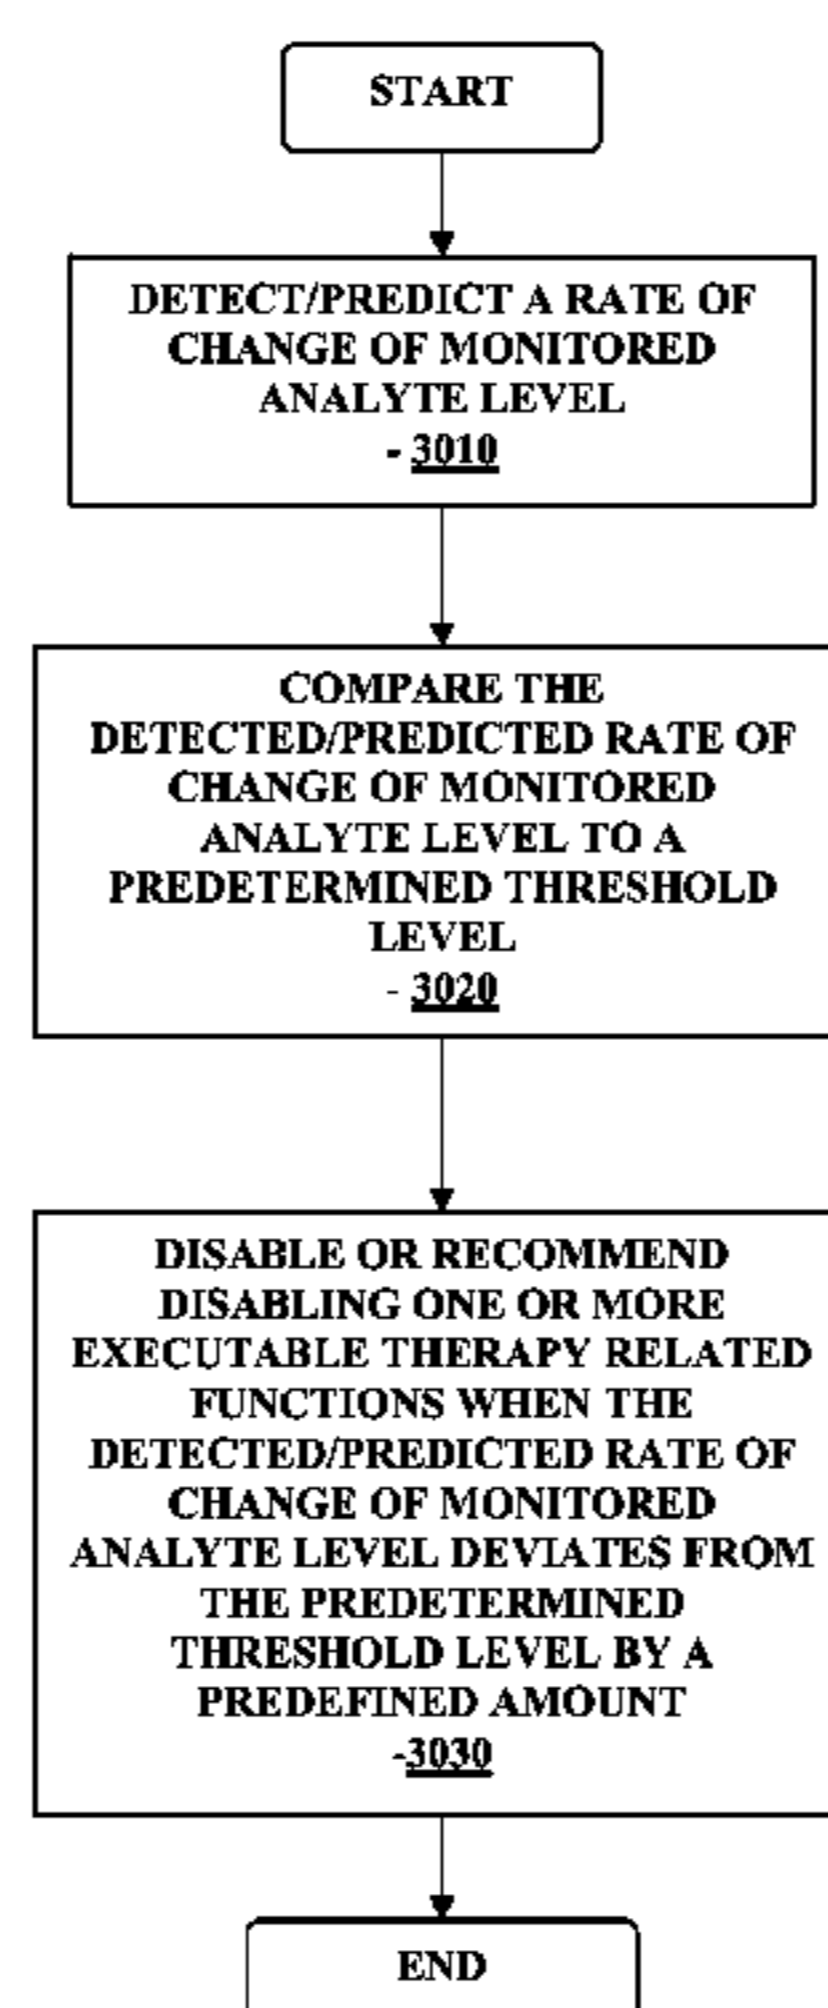 START
DETECT/PREDICT A RATE OF
CHANGE OF MONITORED
ANALYTE LEVEL
- 3010
COMPARE THE
DETECTED/PREDICTED RATE OF
CHANGE OF MONITORED
ANALYTE LEVEL TO A
PREDETERMINED THRESHOLD
LEVEL
- 3020
DISABLE OR RECOMMEND
DISABLING ONE OR MORE
EXECUTABLE THERAPY RELATED
FUNCTIONS WHEN THE
DETECTED/PREDICTED RATE OF
CHANGE OF MONITORED
ANALYTE LEVEL DEVIATES FROM
THE PREDETERMINED
THRESHOLD LEVEL BY A
PREDEFINED AMOUNT
-3030
END